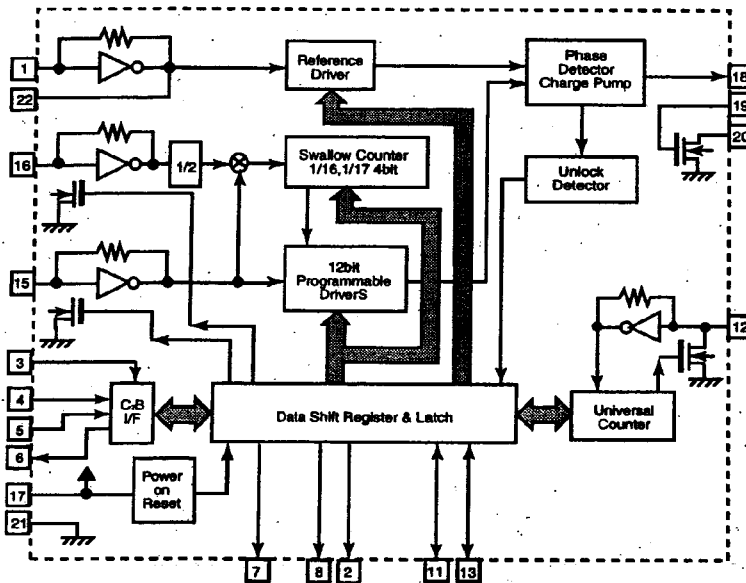 1
22
16
15
3
4
5
6
17
21
Reference
Driver
Phase
Detector
Charge Pump
18
19
20
1/2
Swallow Counter
1/16,1/17 4bit
Unlock
Detector
12bit
Programmable
DriverS
12
C2B
I/F
Data Shift Register & Latch
Universal
Counter
Power
on
Reset
7
8
2
11
13